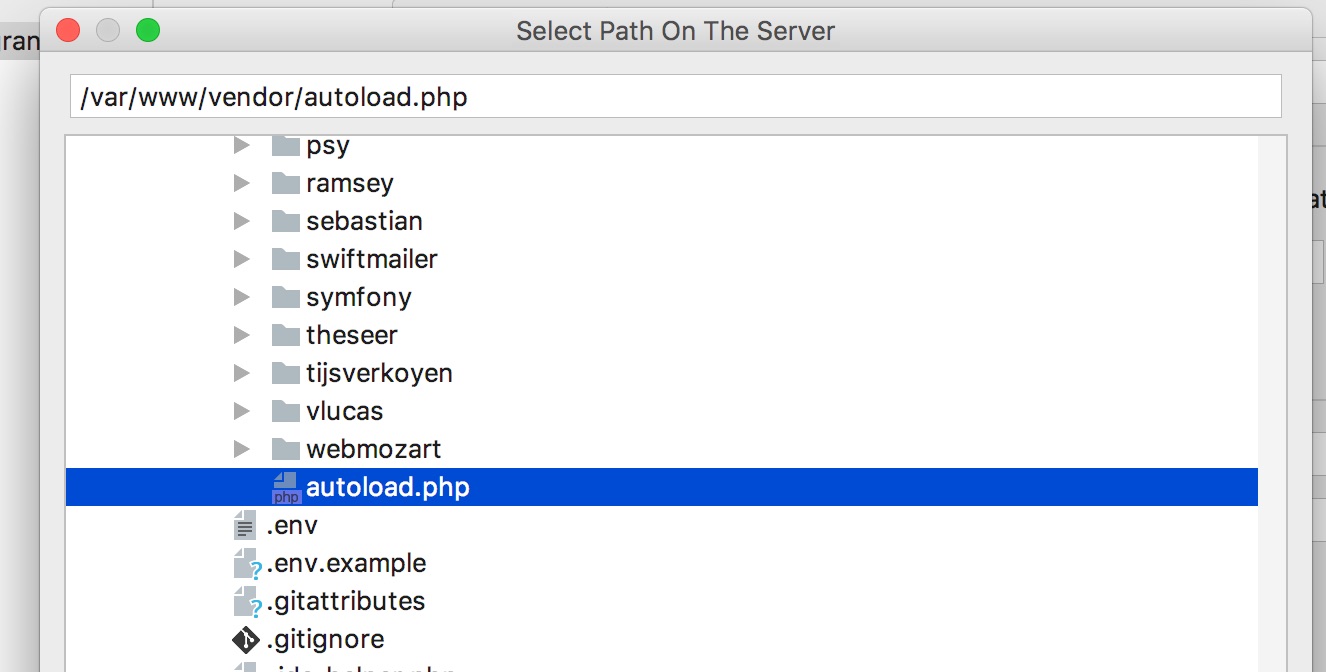 Select Path On The Server
/var/www/vendor/autoload.php
psy
ramsey
sebastian
swiftmailer
symfony
theseer
tijsverkoyen
vlucas
webmozart
php autoload.php
.env
.env.example
.gitattributes
.gitignore